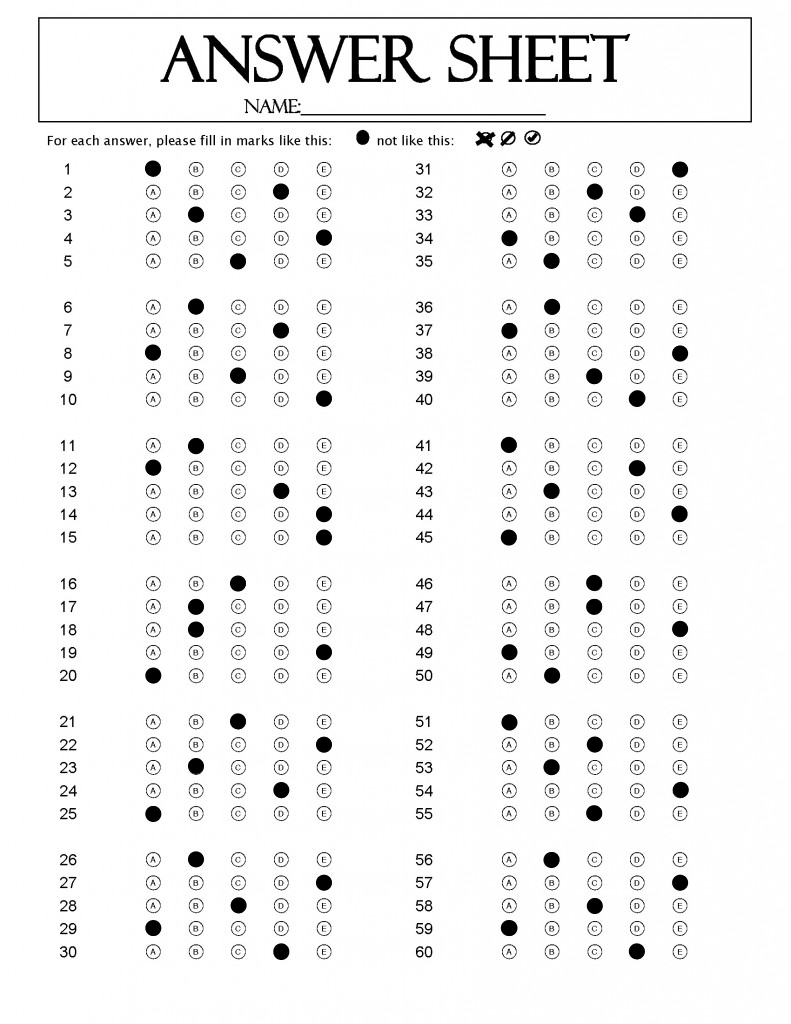 ANSWER SHEET
NAME:
For each answer, please fill in marks like this: ● not like this:
1 ● B C D E
2 A B C ● E
3 A ● C D E
4 A B C D ●
5 A B ● D E
6 A ● C D E
7 A B C ● E
8 ● B C D E
9 A B ● D E
10 A B C D ●
11 A ● C D E
12 ● B C D E
13 A B C ● E
14 A B C D ●
15 A B C D ●
16 A B ● D E
17 A ● C D E
18 A ● C D E
19 A B C D ●
20 ● B C D E
21 A B ● D E
22 A B C D ●
23 A ● C D E
24 A B C ● E
25 ● B C D E
26 A ● C D E
27 A B C D ●
28 A B ● D E
29 ● B C D E
30 A B C ● E
31 A B C D ●
32 A B ● D E
33 A B C ● E
34 ● B C D E
35 A ● C D E
36 A ● C D E
37 ● B C D E
38 A B C D ●
39 A B ● D E
40 A B C ● E
41 ● B C D E
42 A B C ● E
43 A ● C D E
44 A B C D ●
45 ● B C D E
46 A B ● D E
47 A B ● D E
48 A B C D ●
49 ● B C D E
50 A ● C D E
51 ● B C D E
52 A B ● D E
53 A ● C D E
54 A B C D ●
55 A B ● D E
56 A ● C D E
57 A B C D ●
58 A B ● D E
59 ● B C D E
60 A B C ● E